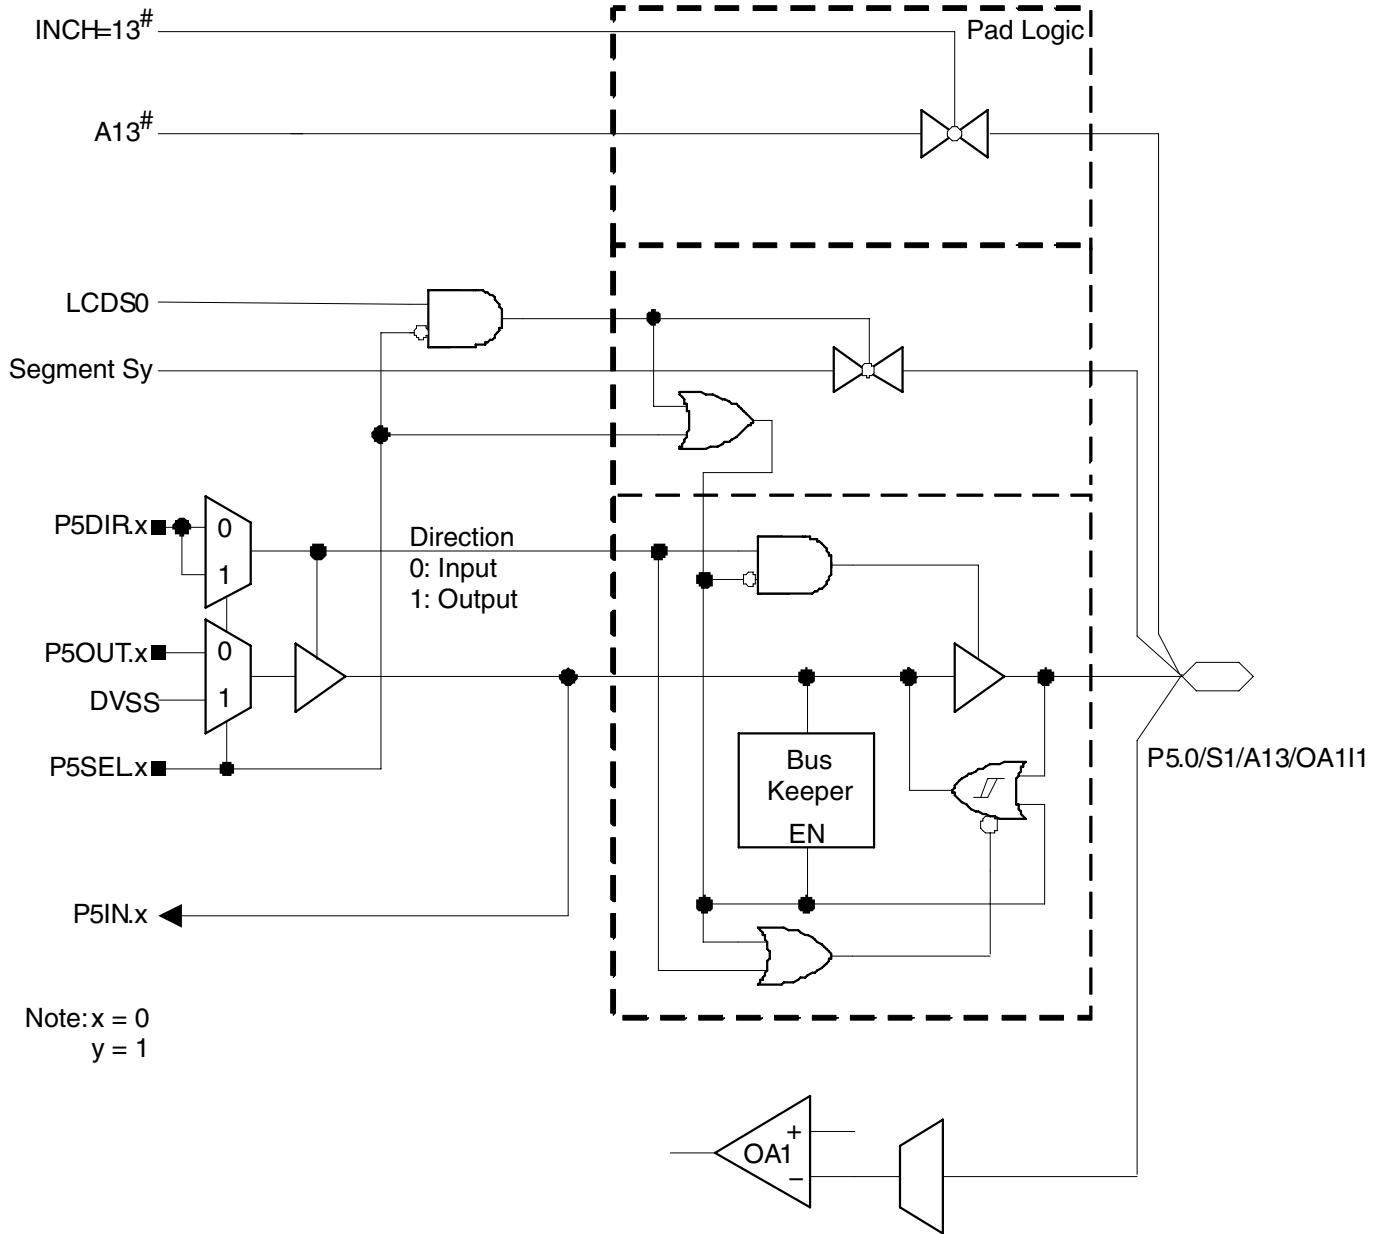 INCH=13#
Pad Logic
A13#
LCDS0
Segment Sy
P5DIR.x
0
1
Direction
0: Input
1: Output
P5OUT.x
0
DVSS
1
P5SEL.x
Bus
Keeper
EN
P5.0/S1/A13/OA1I1
P5IN.x
Note: x = 0
y = 1
OA1
+
−